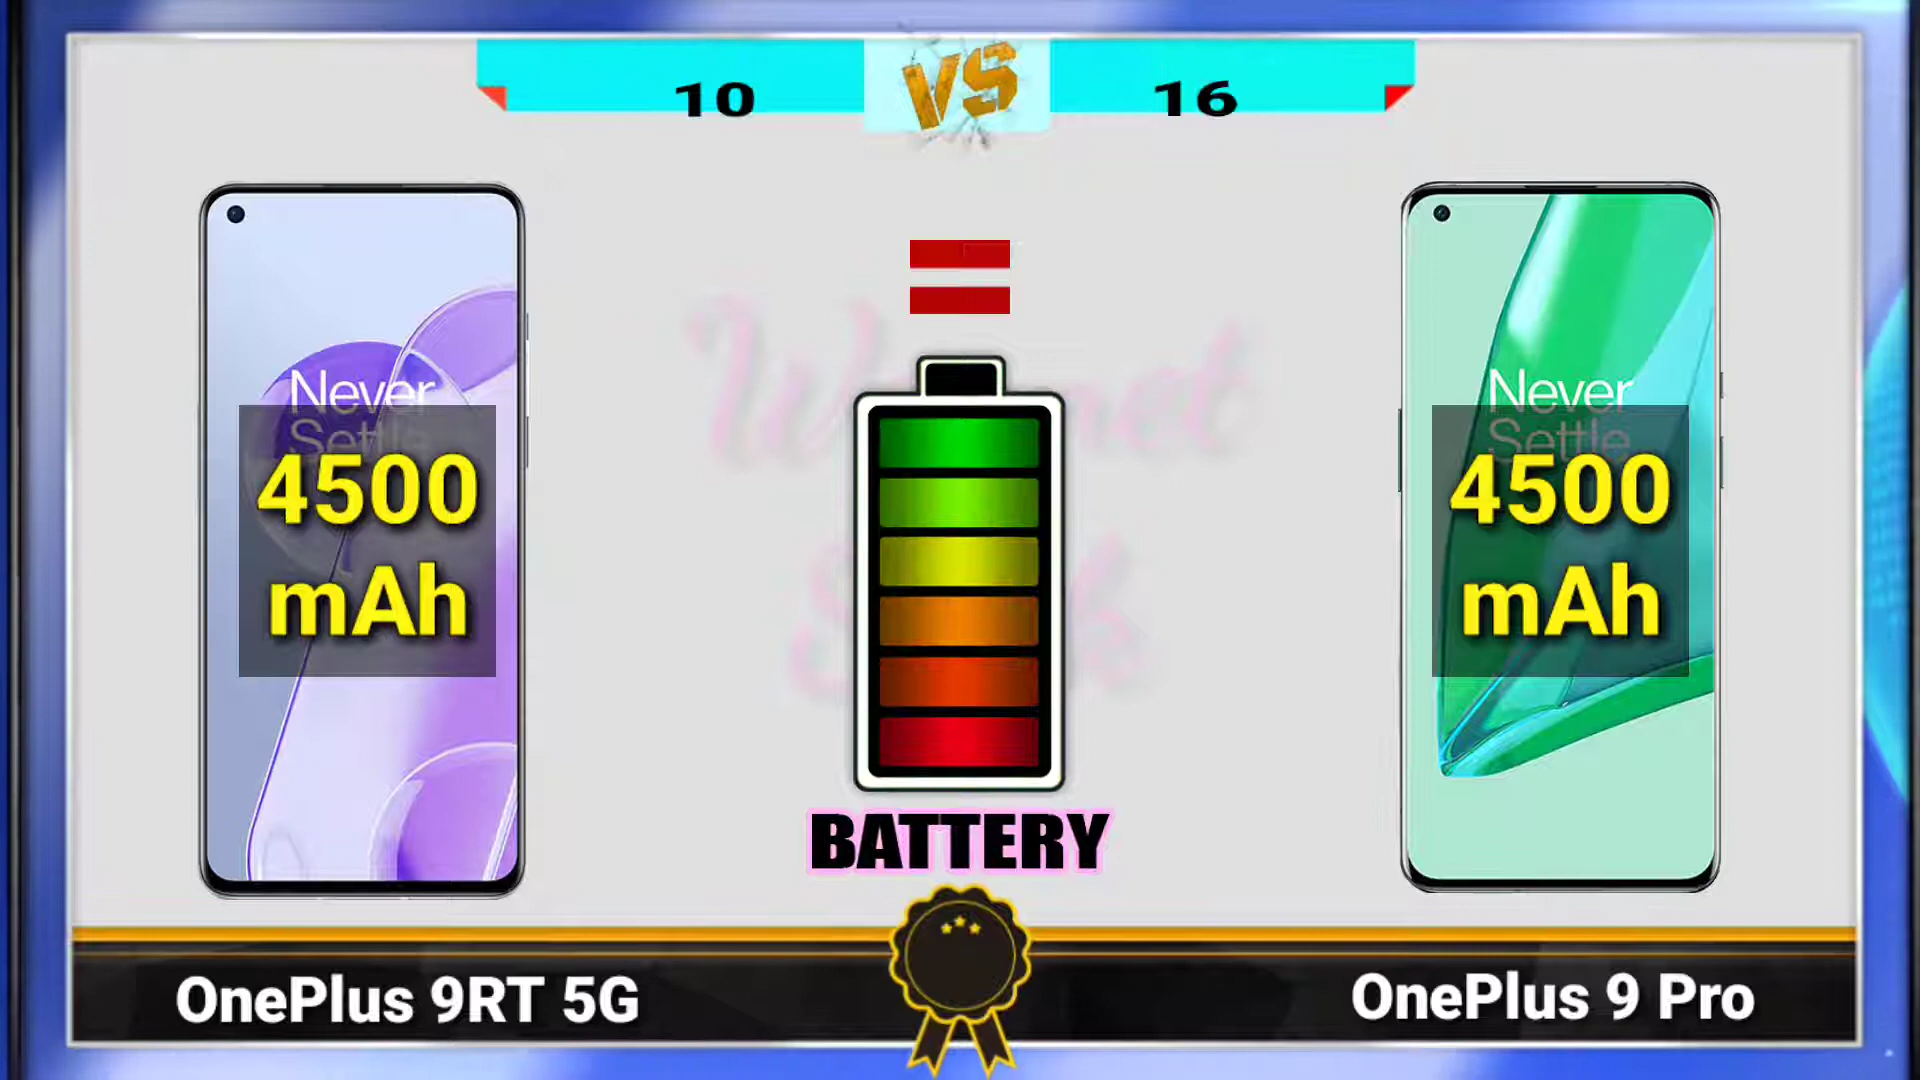 10
VS
16
Never
Settle
4500
mAh
Never
Settle
4500
mAh
BATTERY
OnePlus 9RT 5G
OnePlus 9 Pro